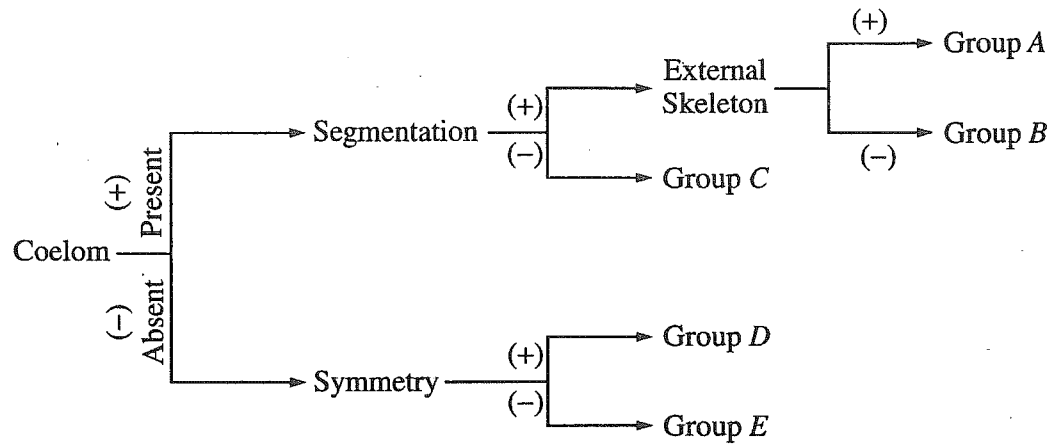 (+)
Group A
External
Skeleton
(+)
Segmentation
(–)
Group B
(–)
Group C
(+)
Present
Coelom
(–)
Absent
Group D
(+)
Symmetry
(–)
Group E